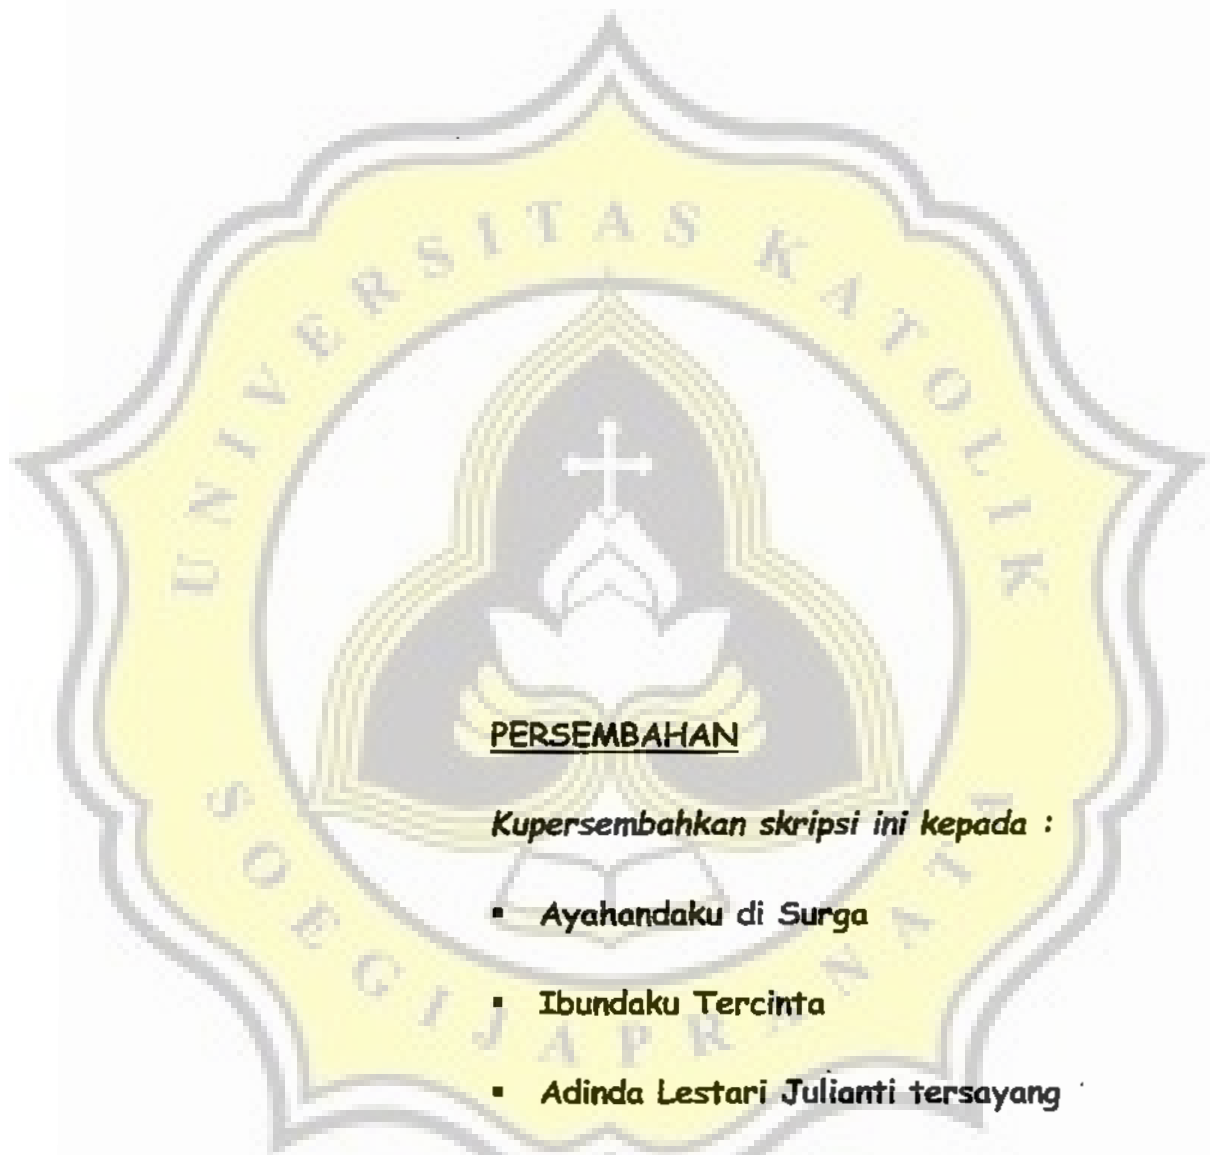 UNIVERSITAS KATOLIK
SOEGIJAPRANATA
PERSEMBAHAN
Kupersembahkan skripsi ini kepada :
▪ Ayahandaku di Surga
▪ Ibundaku Tercinta
▪ Adinda Lestari Julianti tersayang